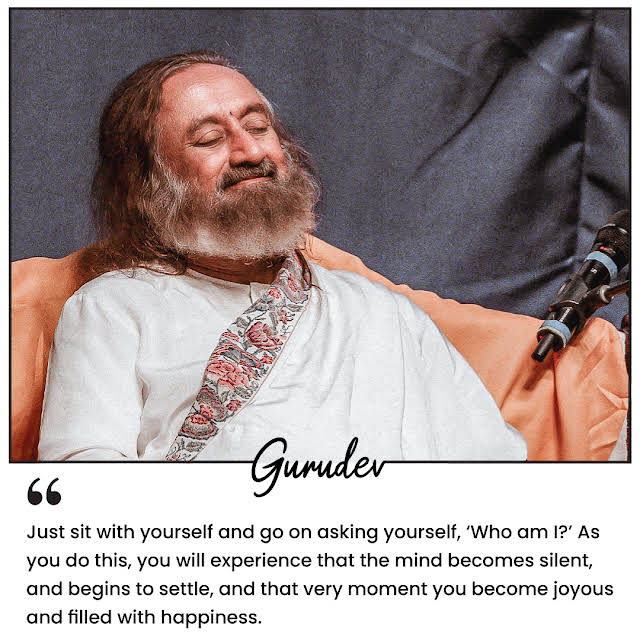 Gurudev
“
Just sit with yourself and go on asking yourself, ‘Who am I?’ As
you do this, you will experience that the mind becomes silent,
and begins to settle, and that very moment you become joyous
and filled with happiness.